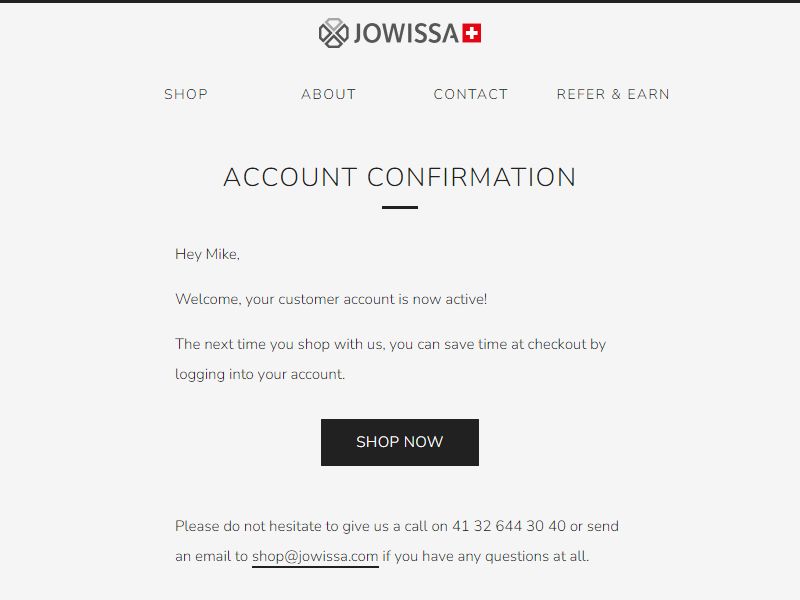 JOWISSA
SHOP ABOUT CONTACT REFER & EARN
ACCOUNT CONFIRMATION
Hey Mike,
Welcome, your customer account is now active!
The next time you shop with us, you can save time at checkout by
logging into your account.
SHOP NOW
Please do not hesitate to give us a call on 41 32 644 30 40 or send
an email to shop@jowissa.com if you have any questions at all.